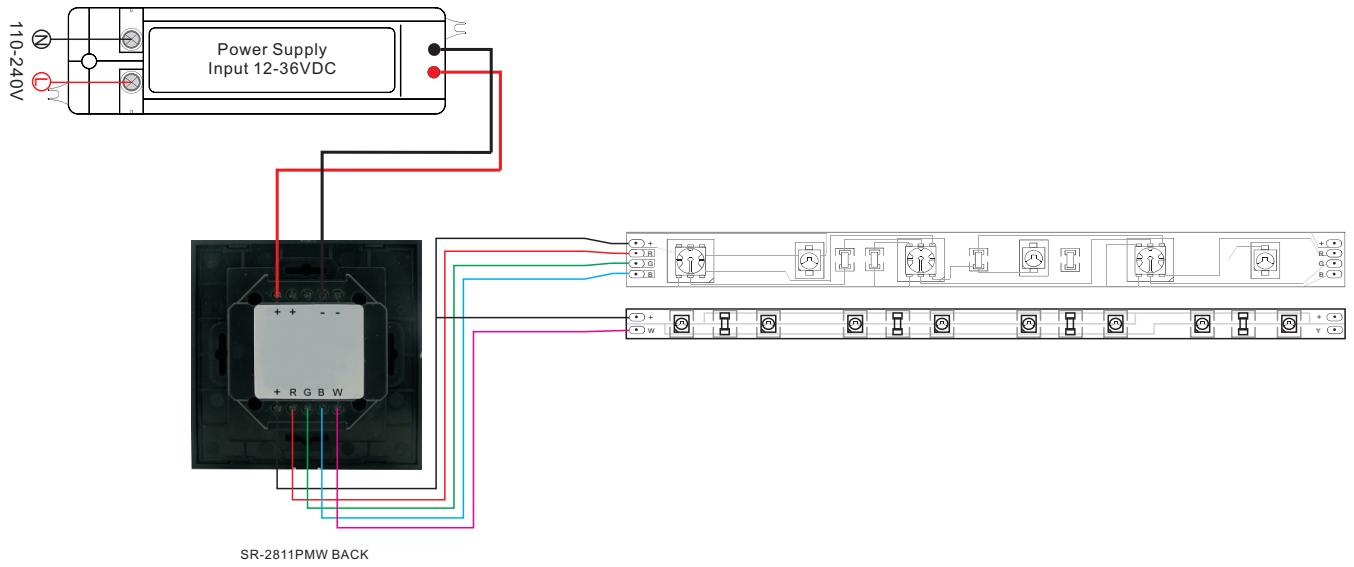 110-240V
N
L
Power Supply
Input 12-36VDC
+ + - -
+ R G B W
+
R
G
B
+
R
G
B
+
W
+
Y
SR-2811PMW BACK